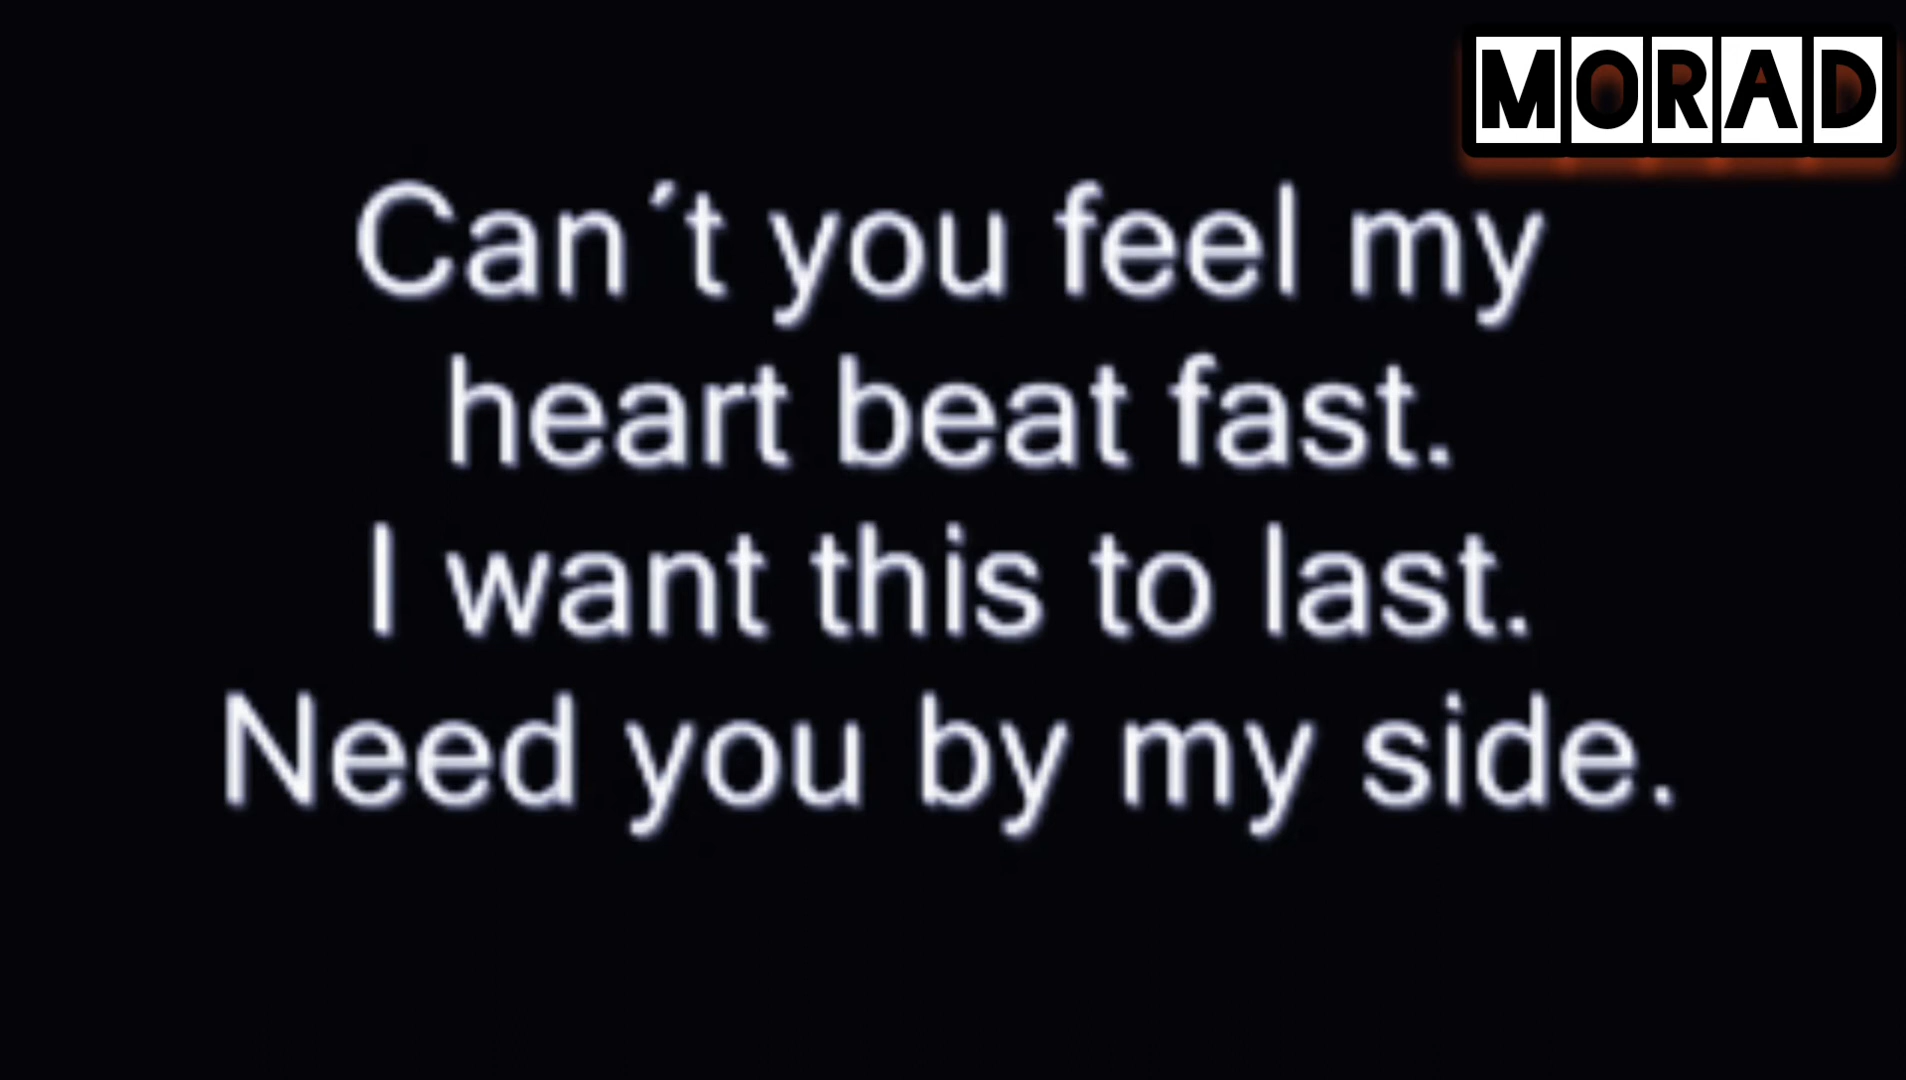 MORAD
Can´t you feel my
heart beat fast.
I want this to last.
Need you by my side.